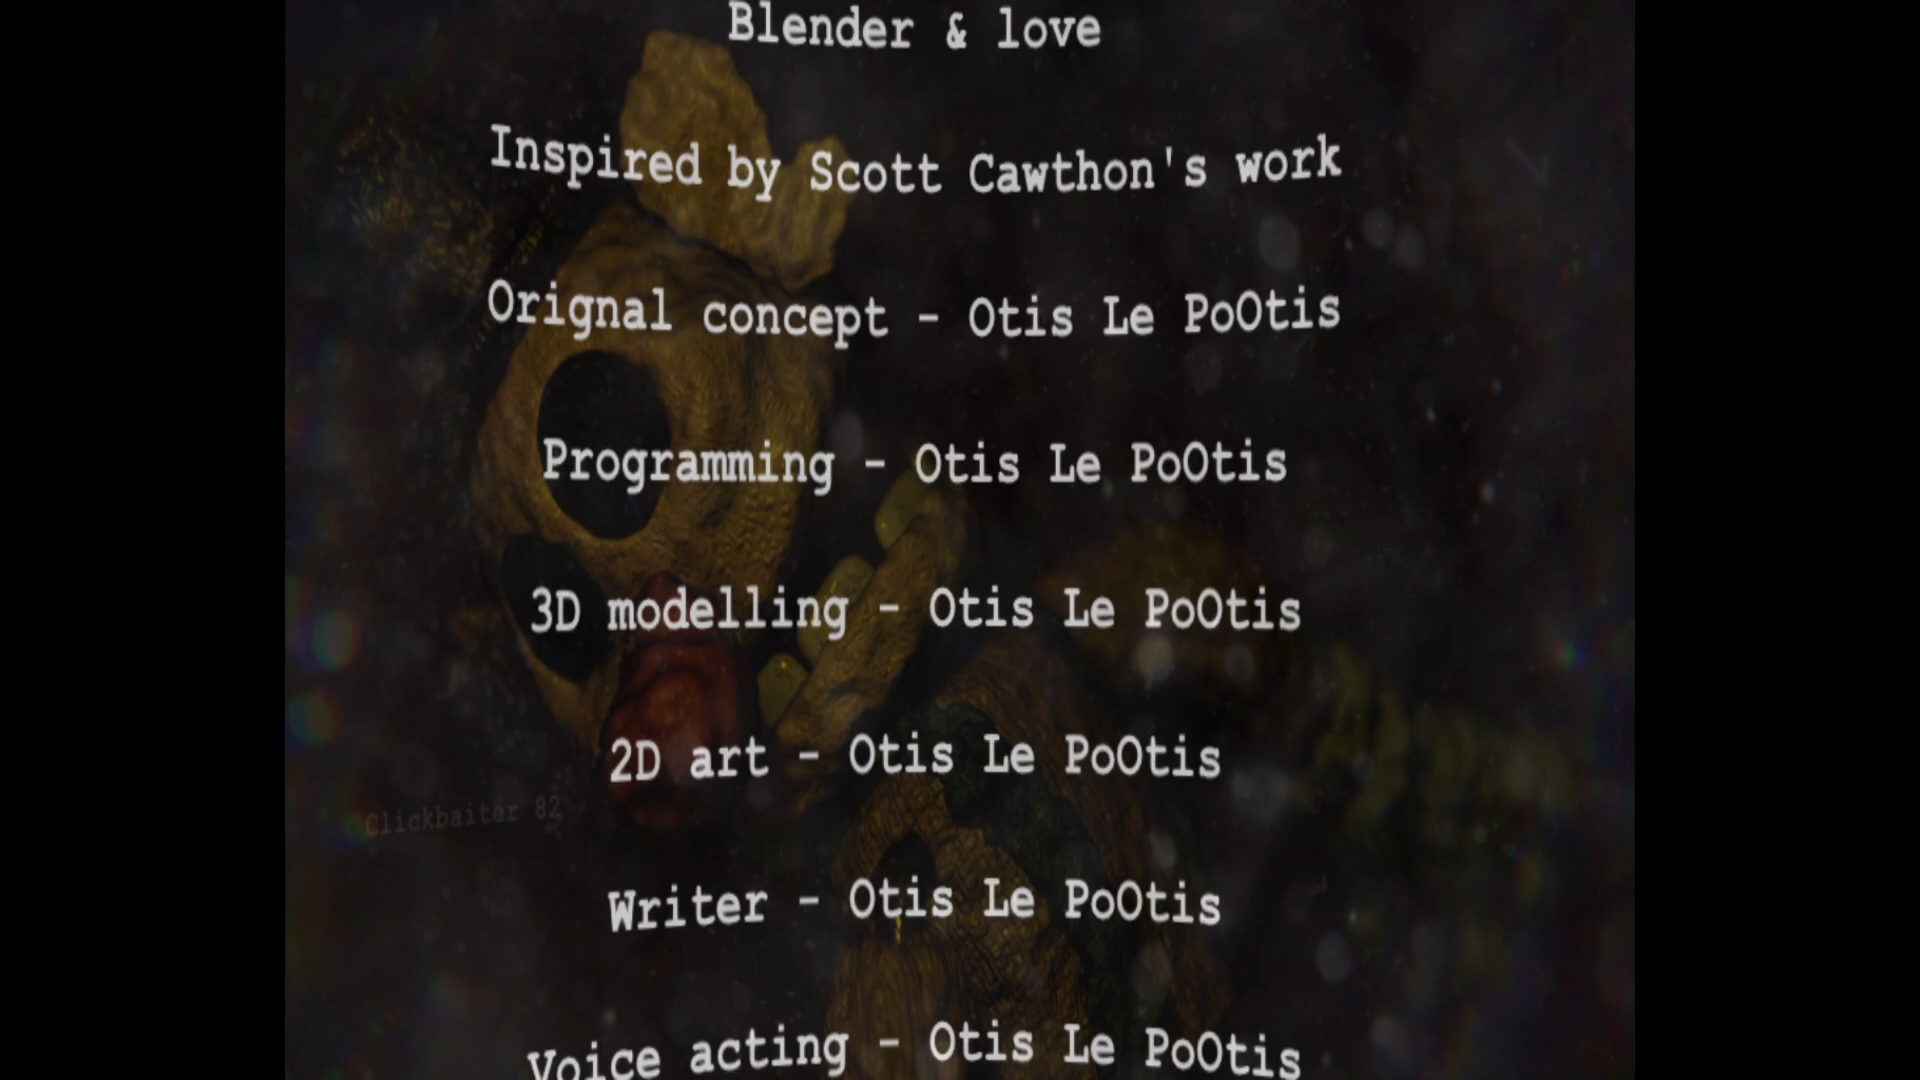 Blender & love
Inspired by Scott Cawthon's work
Orignal concept - Otis Le PoOtis
Programming - Otis Le PoOtis
3D modelling - Otis Le PoOtis
2D art - Otis Le PoOtis
Clickbaiter 82
Writer - Otis Le PoOtis
Voice acting - Otis Le PoOtis